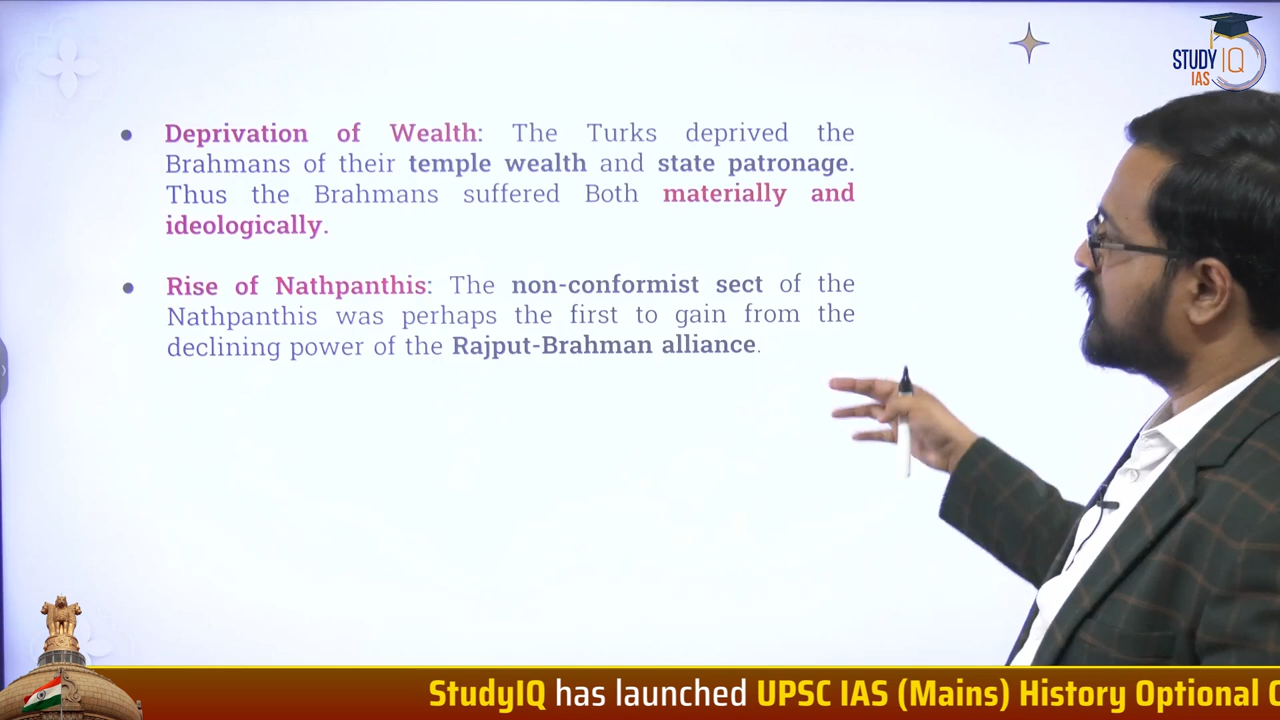 STUDY IQ
IAS
Deprivation of Wealth: The Turks deprived the
Brahmans of their temple wealth and state patronage.
Thus the Brahmans suffered Both materially and
ideologically.
Rise of Nathpanthis: The non-conformist sect of the
Nathpanthis was perhaps the first to gain from the
declining power of the Rajput-Brahman alliance.
StudyIQ has launched UPSC IAS (Mains) History Optional